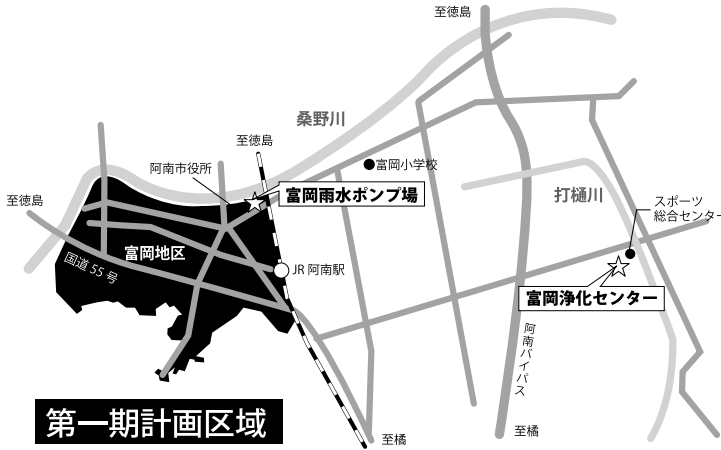 至徳島
桑野川
至徳島
阿南市役所
富岡小学校
至徳島
富岡雨水ポンプ場
打樋川
スポーツ
総合センター
富岡地区
国道55号
JR 阿南駅
富岡浄化センター
阿南バイパス
第一期計画区域
至橘
至橘